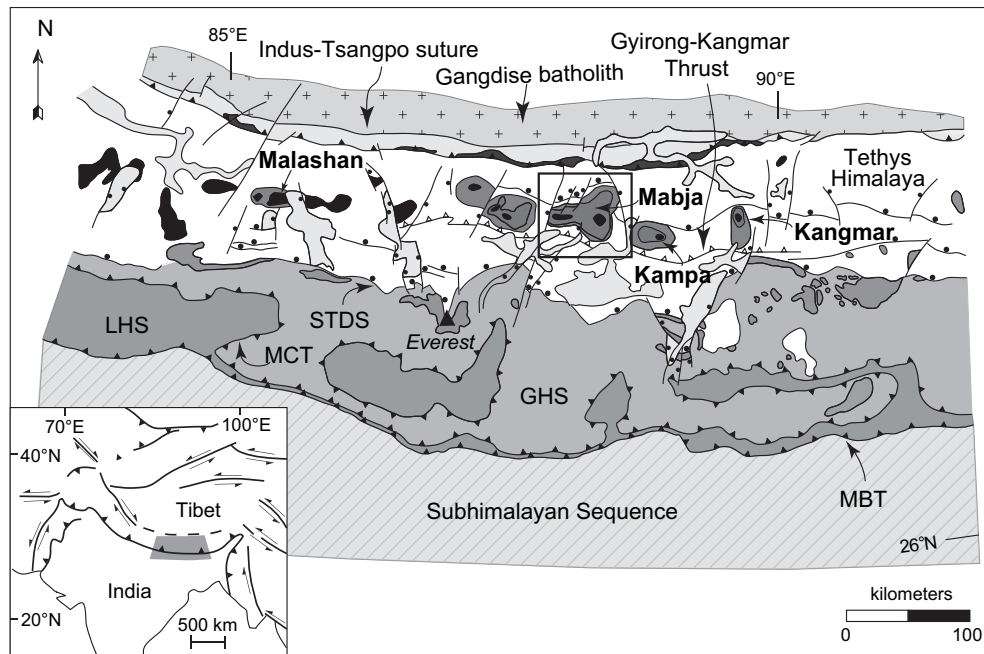 N
85°E
Indus-Tsangpo suture
Gangdise batholith
Gyirong-Kangmar
Thrust
90°E
Malashan
Tethys
Himalaya
Mabja
Kangmar
Kampa
LHS
STDS
MCT
Everest
GHS
MBT
Subhimalayan Sequence
26°N
70°E
100°E
40°N
Tibet
India
20°N
500 km
kilometers
0
100